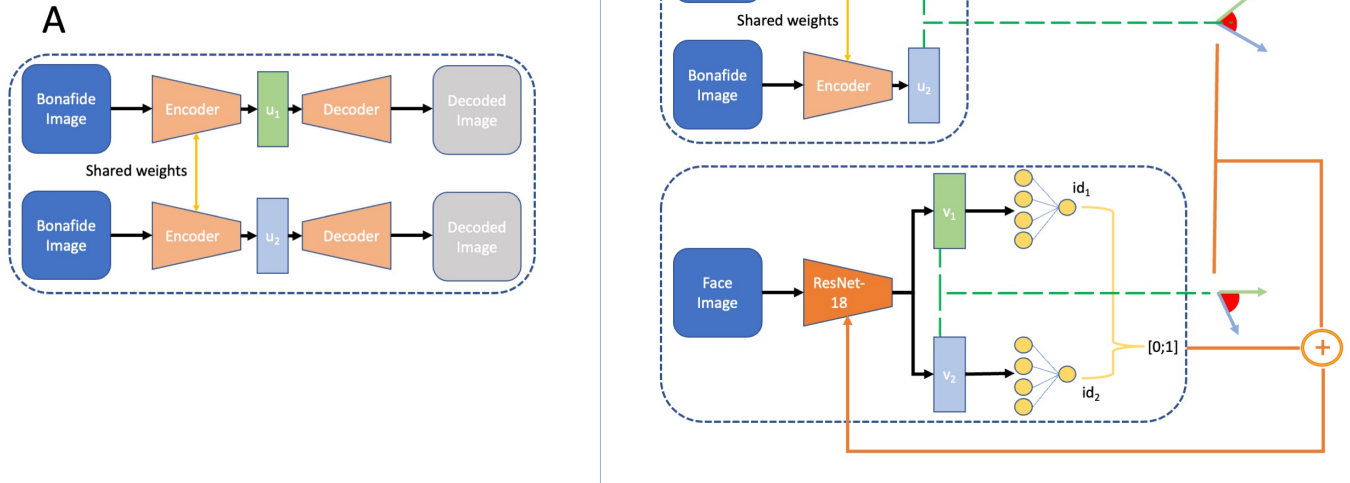 A
Bonafide
Image
Encoder
u1
Decoder
Decoded
Image
Shared weights
Bonafide
Image
Encoder
u2
Decoder
Decoded
Image
Shared weights
Bonafide
Image
Encoder
u2
Face
Image
ResNet-
18
v1
id1
[0;1]
+
v2
id2